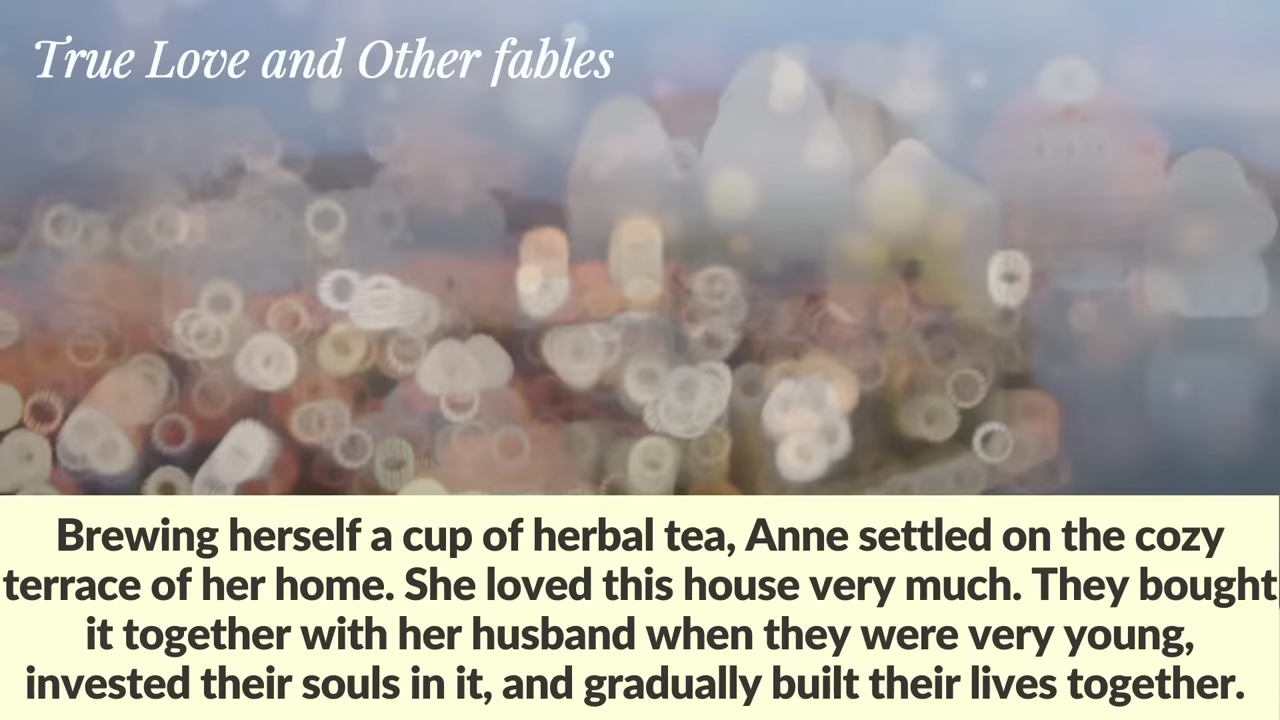 True Love and Other fables
Brewing herself a cup of herbal tea, Anne settled on the cozy
terrace of her home. She loved this house very much. They bought
it together with her husband when they were very young,
invested their souls in it, and gradually built their lives together.